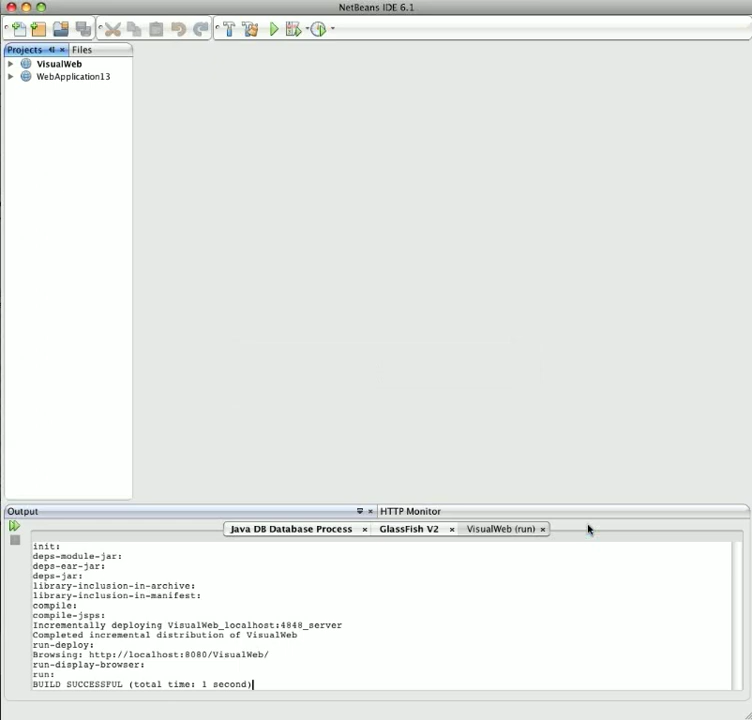 NetBeans IDE 6.1
Projects
Files
VisualWeb
WebApplication13
Output
HTTP Monitor
Java DB Database Process
GlassFish V2
VisualWeb (run)
init:
deps-module-jar:
deps-ear-jar:
deps-jar:
library-inclusion-in-archive:
library-inclusion-in-manifest:
compile:
compile-jsps:
Incrementally deploying VisualWeb_localhost:4848_server
Completed incremental distribution of VisualWeb
run-deploy:
Browsing: http://localhost:8080/VisualWeb/
run-display-browser:
run:
BUILD SUCCESSFUL (total time: 1 second)